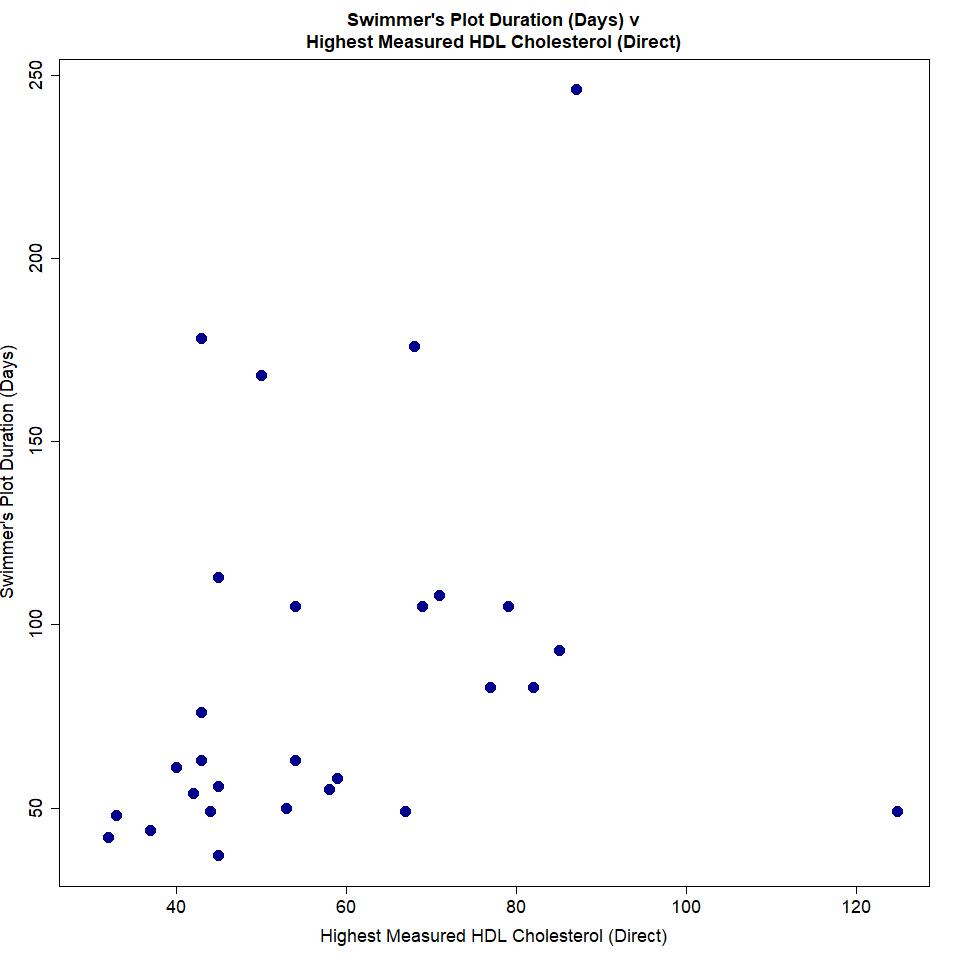 Swimmer's Plot Duration (Days) v
Highest Measured HDL Cholesterol (Direct)
250
200
150
100
50
Swimmer's Plot Duration (Days)
40 60 80 100 120
Highest Measured HDL Cholesterol (Direct)